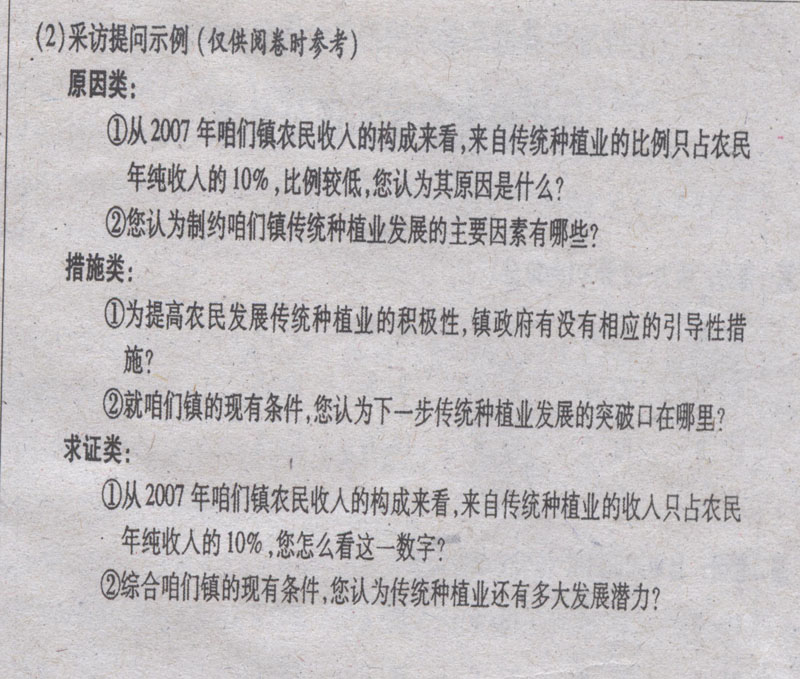 (2)采访提问示例(仅供阅卷时参考)
原因类:
①从2007年咱们镇农民收入的构成来看,来自传统种植业的比例只占农民
年纯收入的10%,比例较低,您认为其原因是什么?
②您认为制约咱们镇传统种植业发展的主要因素有哪些?
措施类:
①为提高农民发展传统种植业的积极性,镇政府有没有相应的引导性措
施?
②就咱们镇的现有条件,您认为下一步传统种植业发展的突破口在哪里?
求证类:
①从2007年咱们镇农民收入的构成来看,来自传统种植业的收入只占农民
年纯收入的10%,您怎么看这一数字?
②综合咱们镇的现有条件,您认为传统种植业还有多大发展潜力?